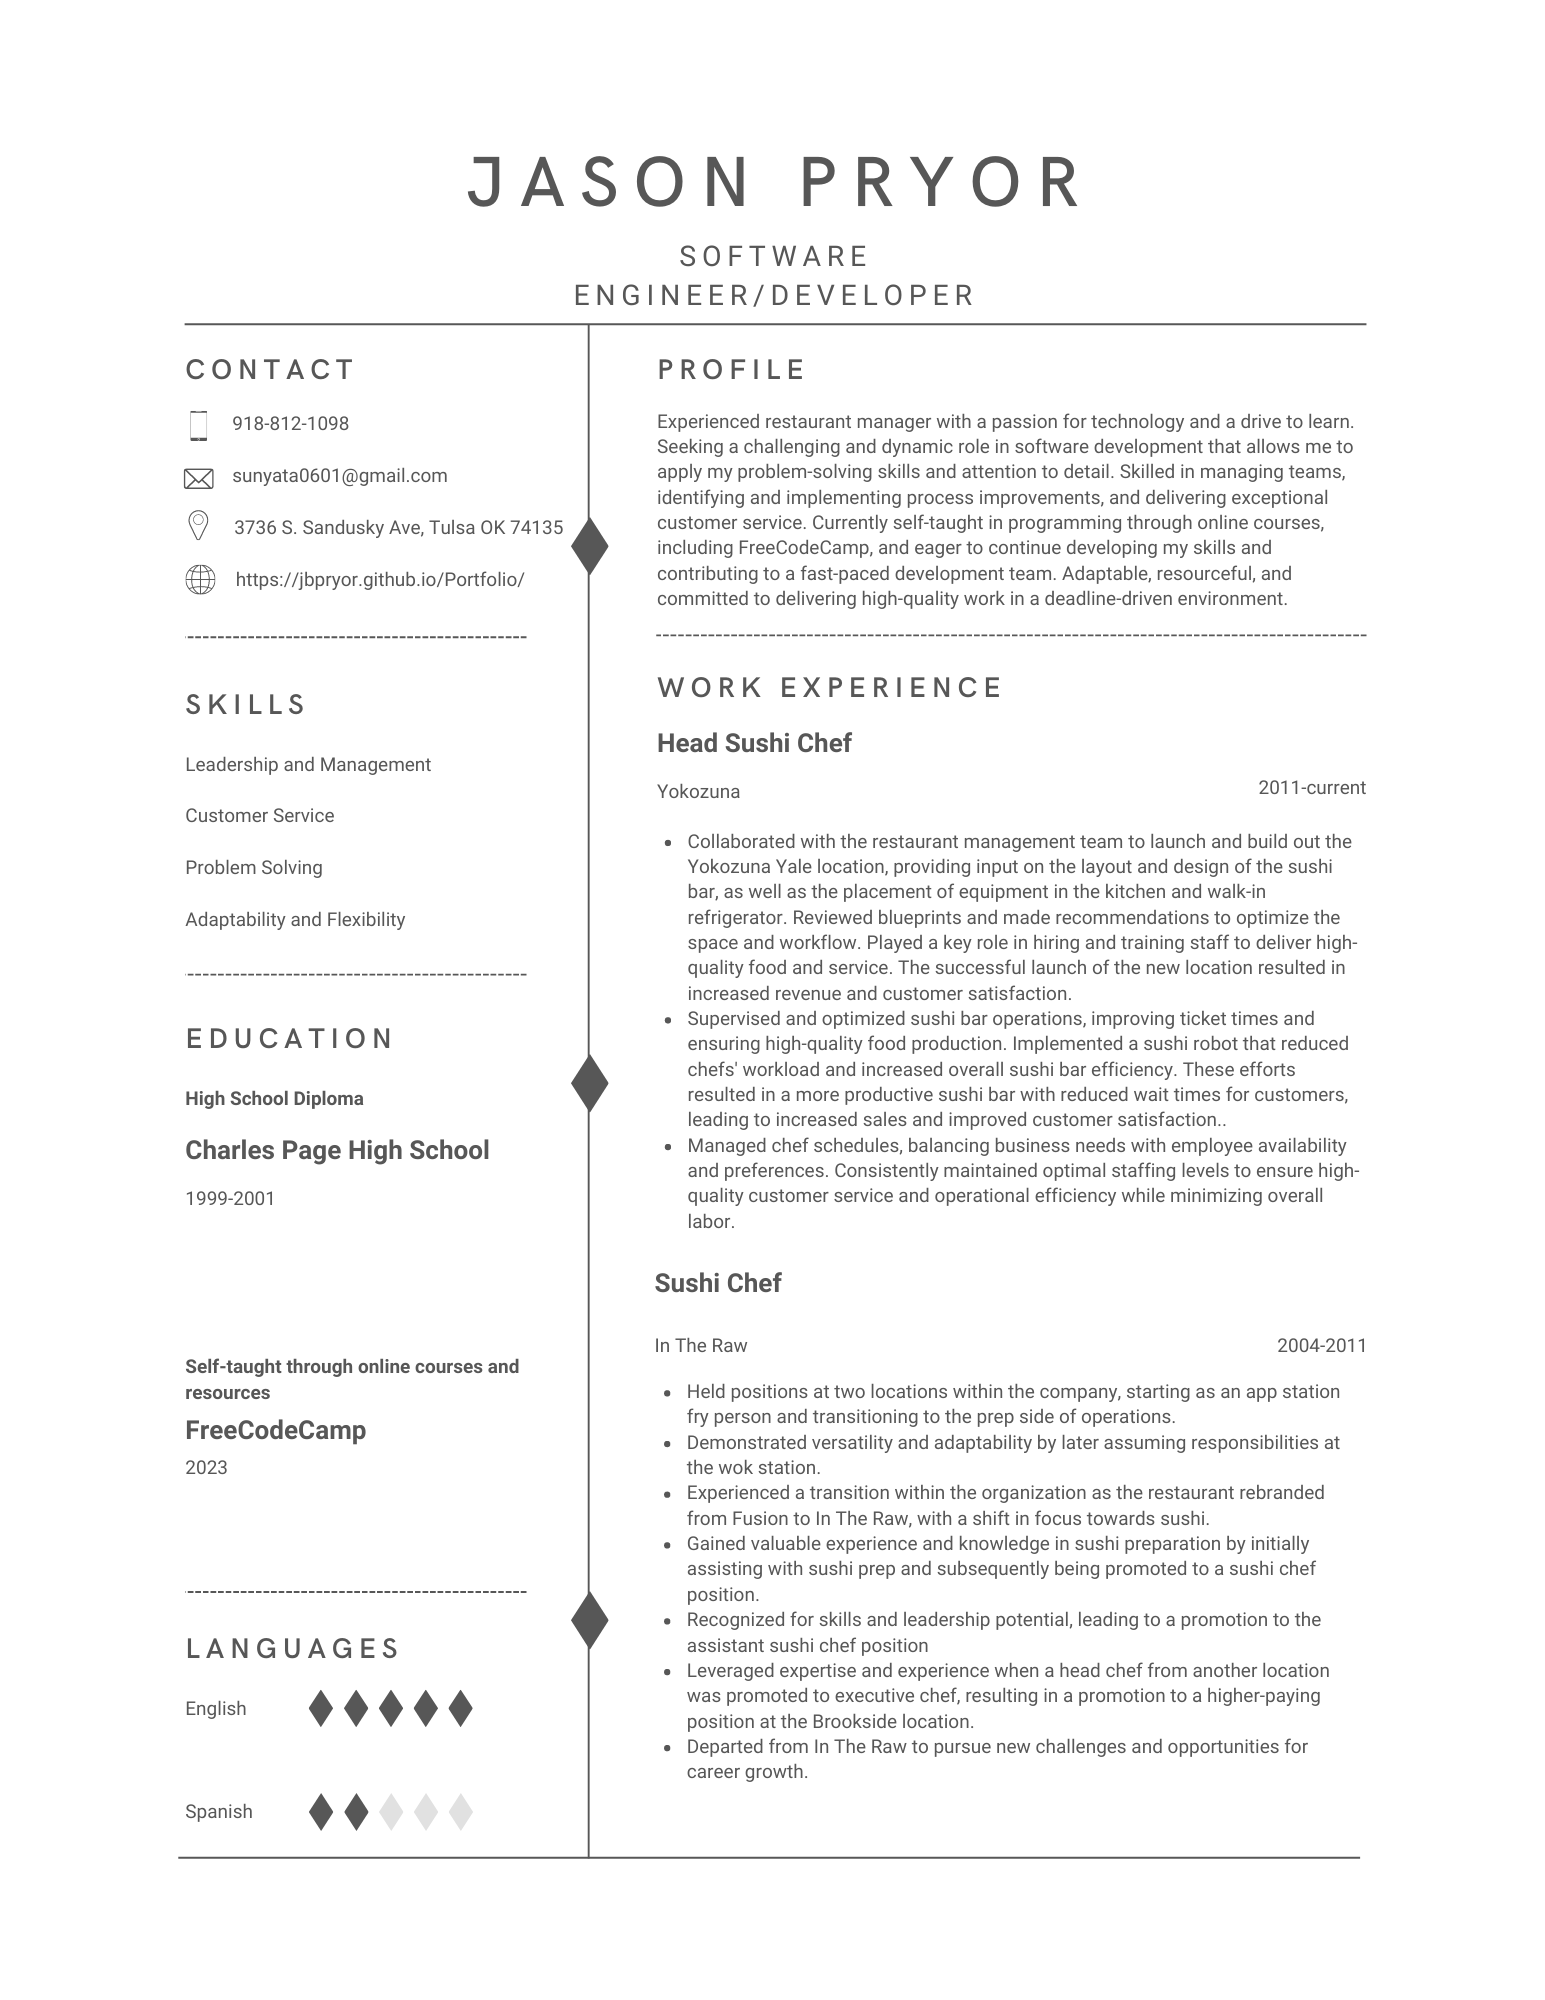 JASON PRYOR
SOFTWARE
ENGINEER/DEVELOPER
CONTACT
918-812-1098
sunyata0601@gmail.com
3736 S. Sandusky Ave, Tulsa OK 74135
https://jbpryor.github.io/Portfolio/
SKILLS
Leadership and Management
Customer Service
Problem Solving
Adaptability and Flexibility
EDUCATION
High School Diploma
Charles Page High School
1999-2001
Self-taught through online courses and
resources
FreeCodeCamp
2023
LANGUAGES
English
Spanish
PROFILE
Experienced restaurant manager with a passion for technology and a drive to learn.
Seeking a challenging and dynamic role in software development that allows me to
apply my problem-solving skills and attention to detail. Skilled in managing teams,
identifying and implementing process improvements, and delivering exceptional
customer service. Currently self-taught in programming through online courses,
including FreeCodeCamp, and eager to continue developing my skills and
contributing to a fast-paced development team. Adaptable, resourceful, and
committed to delivering high-quality work in a deadline-driven environment.
WORK EXPERIENCE
Head Sushi Chef
Yokozuna 2011-current
• Collaborated with the restaurant management team to launch and build out the
Yokozuna Yale location, providing input on the layout and design of the sushi
bar, as well as the placement of equipment in the kitchen and walk-in
refrigerator. Reviewed blueprints and made recommendations to optimize the
space and workflow. Played a key role in hiring and training staff to deliver high-
quality food and service. The successful launch of the new location resulted in
increased revenue and customer satisfaction.
• Supervised and optimized sushi bar operations, improving ticket times and
ensuring high-quality food production. Implemented a sushi robot that reduced
chefs' workload and increased overall sushi bar efficiency. These efforts
resulted in a more productive sushi bar with reduced wait times for customers,
leading to increased sales and improved customer satisfaction..
• Managed chef schedules, balancing business needs with employee availability
and preferences. Consistently maintained optimal staffing levels to ensure high-
quality customer service and operational efficiency while minimizing overall
labor.
Sushi Chef
In The Raw 2004-2011
• Held positions at two locations within the company, starting as an app station
fry person and transitioning to the prep side of operations.
• Demonstrated versatility and adaptability by later assuming responsibilities at
the wok station.
• Experienced a transition within the organization as the restaurant rebranded
from Fusion to In The Raw, with a shift in focus towards sushi.
• Gained valuable experience and knowledge in sushi preparation by initially
assisting with sushi prep and subsequently being promoted to a sushi chef
position.
• Recognized for skills and leadership potential, leading to a promotion to the
assistant sushi chef position
• Leveraged expertise and experience when a head chef from another location
was promoted to executive chef, resulting in a promotion to a higher-paying
position at the Brookside location.
• Departed from In The Raw to pursue new challenges and opportunities for
career growth.